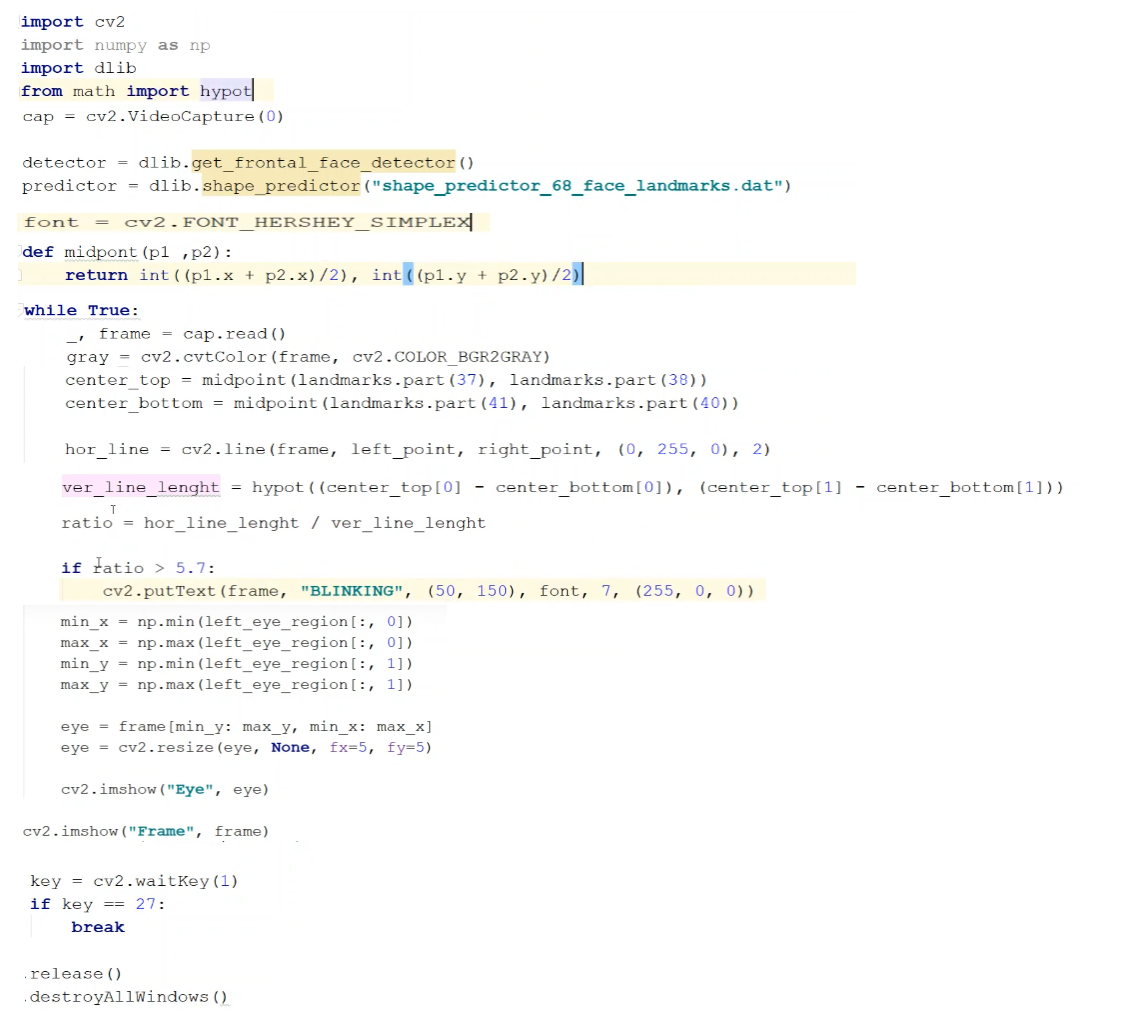 import cv2
import numpy as np
import dlib
from math import hypot
cap = cv2.VideoCapture(0)
detector = dlib.get_frontal_face_detector()
predictor = dlib.shape_predictor("shape_predictor_68_face_landmarks.dat")
font = cv2.FONT_HERSHEY_SIMPLEX
def midpont(p1 ,p2):
    return int((p1.x + p2.x)/2), int((p1.y + p2.y)/2)
while True:
    _, frame = cap.read()
    gray = cv2.cvtColor(frame, cv2.COLOR_BGR2GRAY)
    center_top = midpoint(landmarks.part(37), landmarks.part(38))
    center_bottom = midpoint(landmarks.part(41), landmarks.part(40))
    hor_line = cv2.line(frame, left_point, right_point, (0, 255, 0), 2)
    ver_line_lenght = hypot((center_top[0] - center_bottom[0]), (center_top[1] - center_bottom[1]))
    ratio = hor_line_lenght / ver_line_lenght
    if ratio > 5.7:
        cv2.putText(frame, "BLINKING", (50, 150), font, 7, (255, 0, 0))
    min_x = np.min(left_eye_region[:, 0])
    max_x = np.max(left_eye_region[:, 0])
    min_y = np.min(left_eye_region[:, 1])
    max_y = np.max(left_eye_region[:, 1])
    eye = frame[min_y: max_y, min_x: max_x]
    eye = cv2.resize(eye, None, fx=5, fy=5)
    cv2.imshow("Eye", eye)
cv2.imshow("Frame", frame)
key = cv2.waitKey(1)
if key == 27:
    break
.release()
.destroyAllWindows()